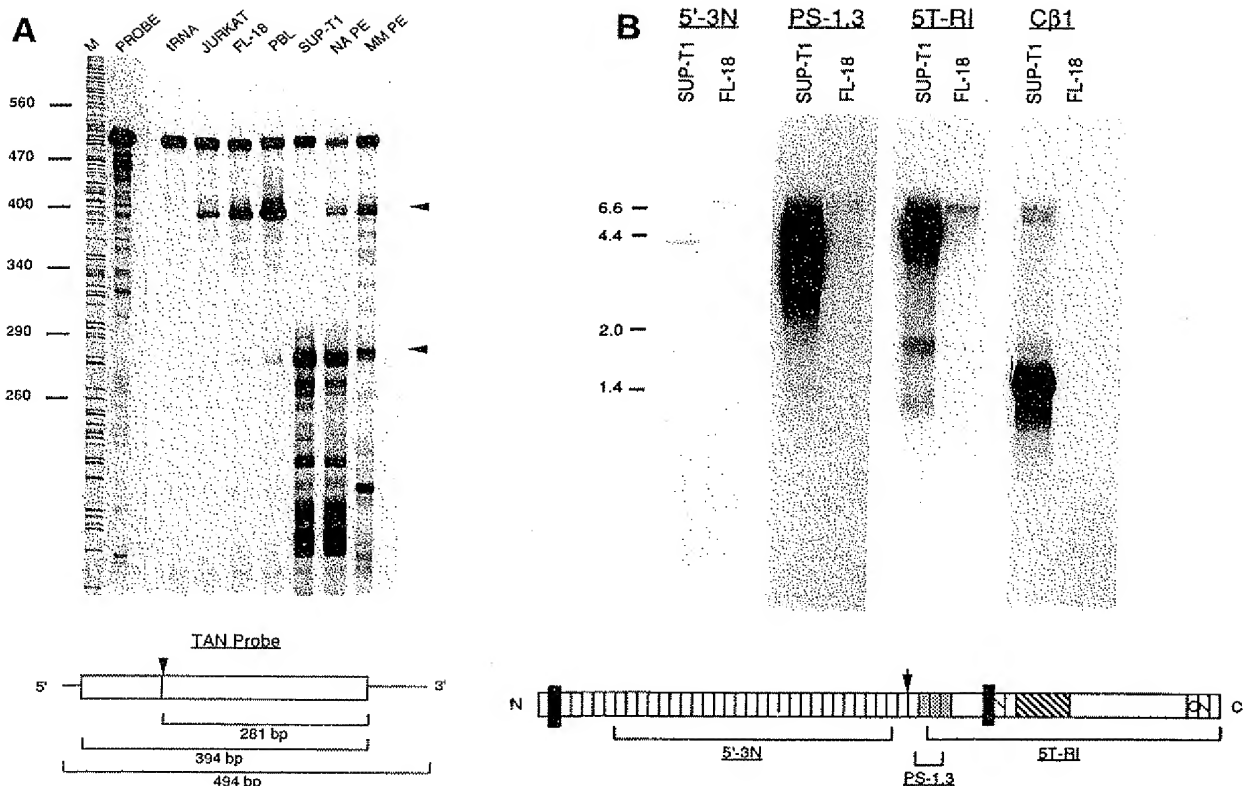 A
M PROBE tRNA JURKAT FL-18 PBL SUP-T1 NA PE MM PE
560
470
400
340
290
260
TAN Probe
5' 3'
281 bp
394 bp
494 bp
B
5'-3N PS-1.3 5T-RI Cβ1
SUP-T1 FL-18 SUP-T1 FL-18 SUP-T1 FL-18 SUP-T1 FL-18
6.6
4.4
2.0
1.4
N C
5'-3N 5T-RI
PS-1.3